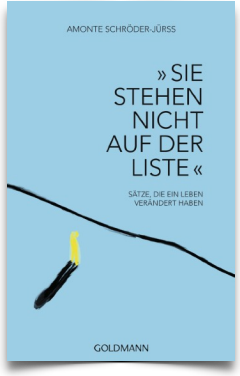 AMONTE SCHRÖDER-JÜRSS
» SIE
STEHEN
NICHT
AUF DER
LISTE «
SÄTZE, DIE EIN LEBEN
VERÄNDERT HABEN
GOLDMANN